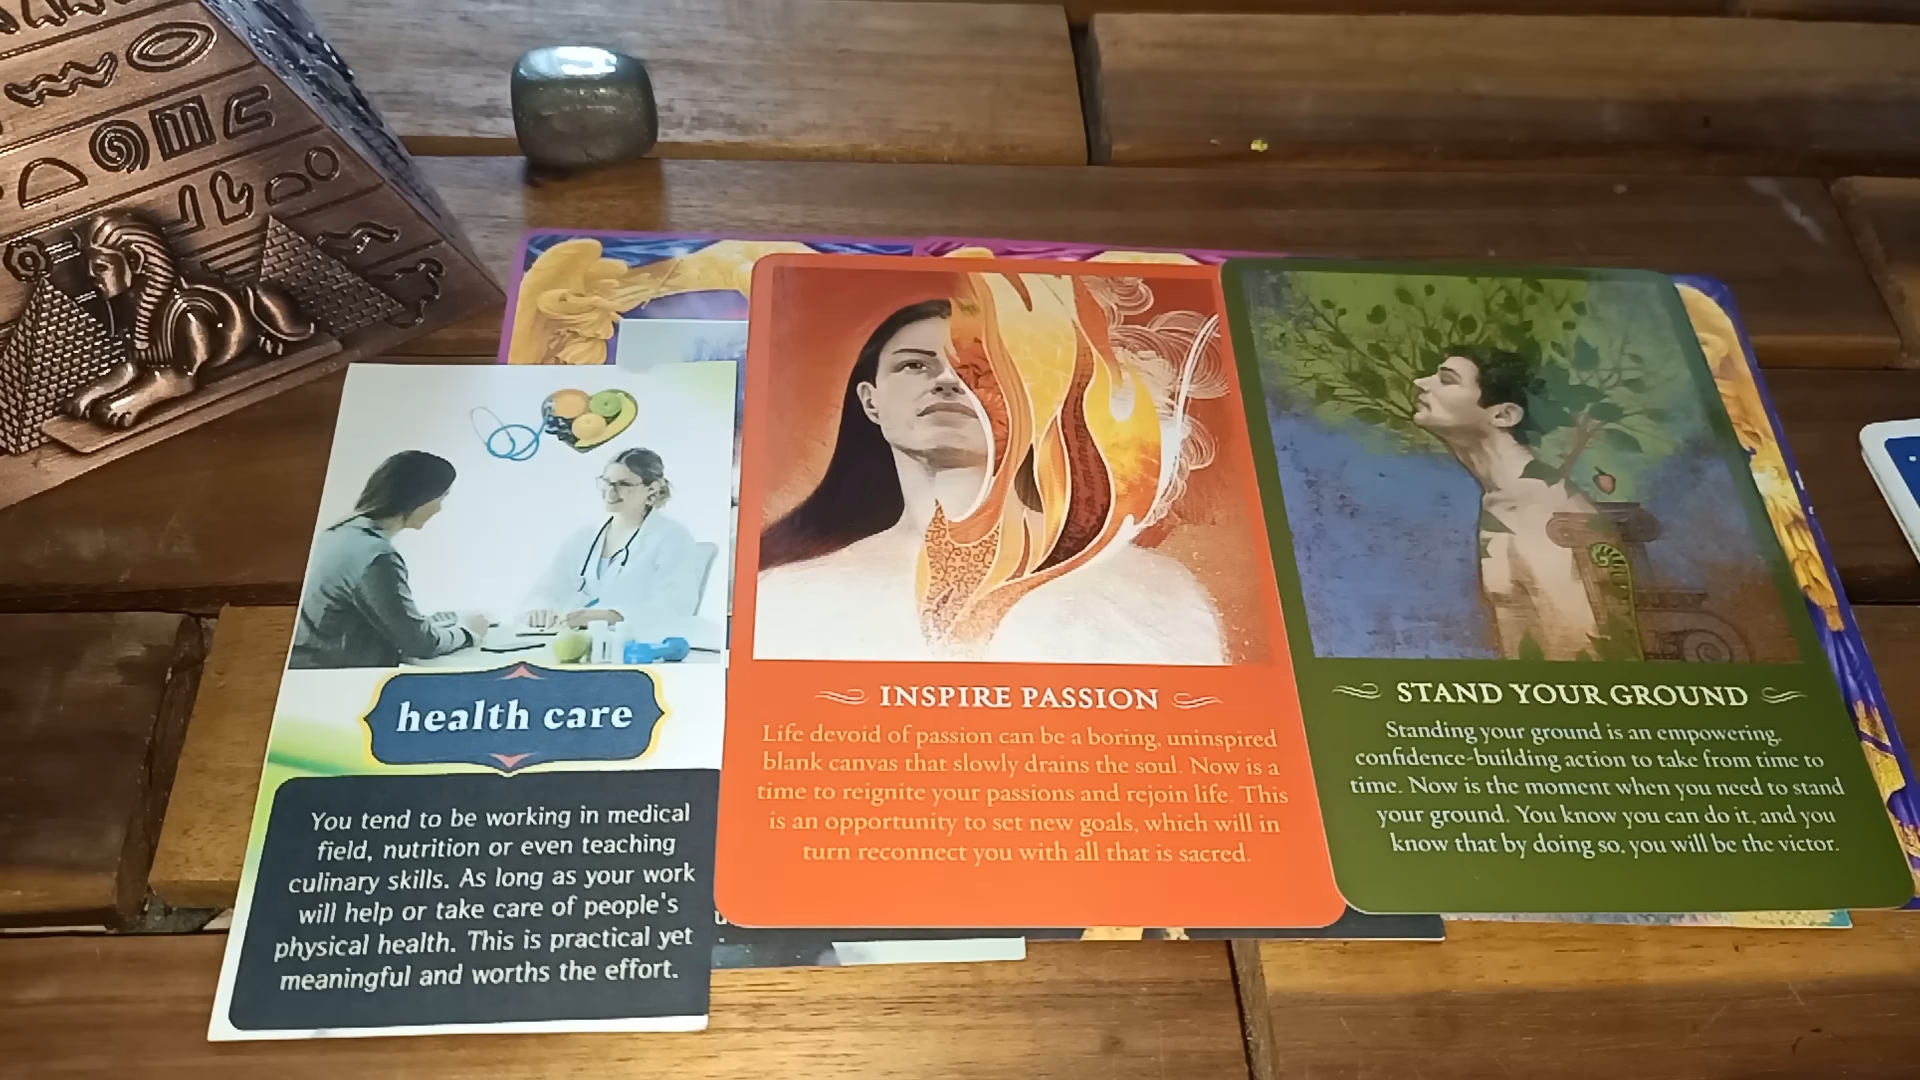 health care
You tend to be working in medical
field, nutrition or even teaching
culinary skills. As long as your work
will help or take care of people's
physical health. This is practical yet
meaningful and worths the effort.
INSPIRE PASSION
Life devoid of passion can be a boring, uninspired
blank canvas that slowly drains the soul. Now is a
time to reignite your passions and rejoin life. This
is an opportunity to set new goals, which will in
turn reconnect you with all that is sacred.
STAND YOUR GROUND
Standing your ground is an empowering,
confidence-building action to take from time to
time. Now is the moment when you need to stand
your ground. You know you can do it, and you
know that by doing so, you will be the victor.